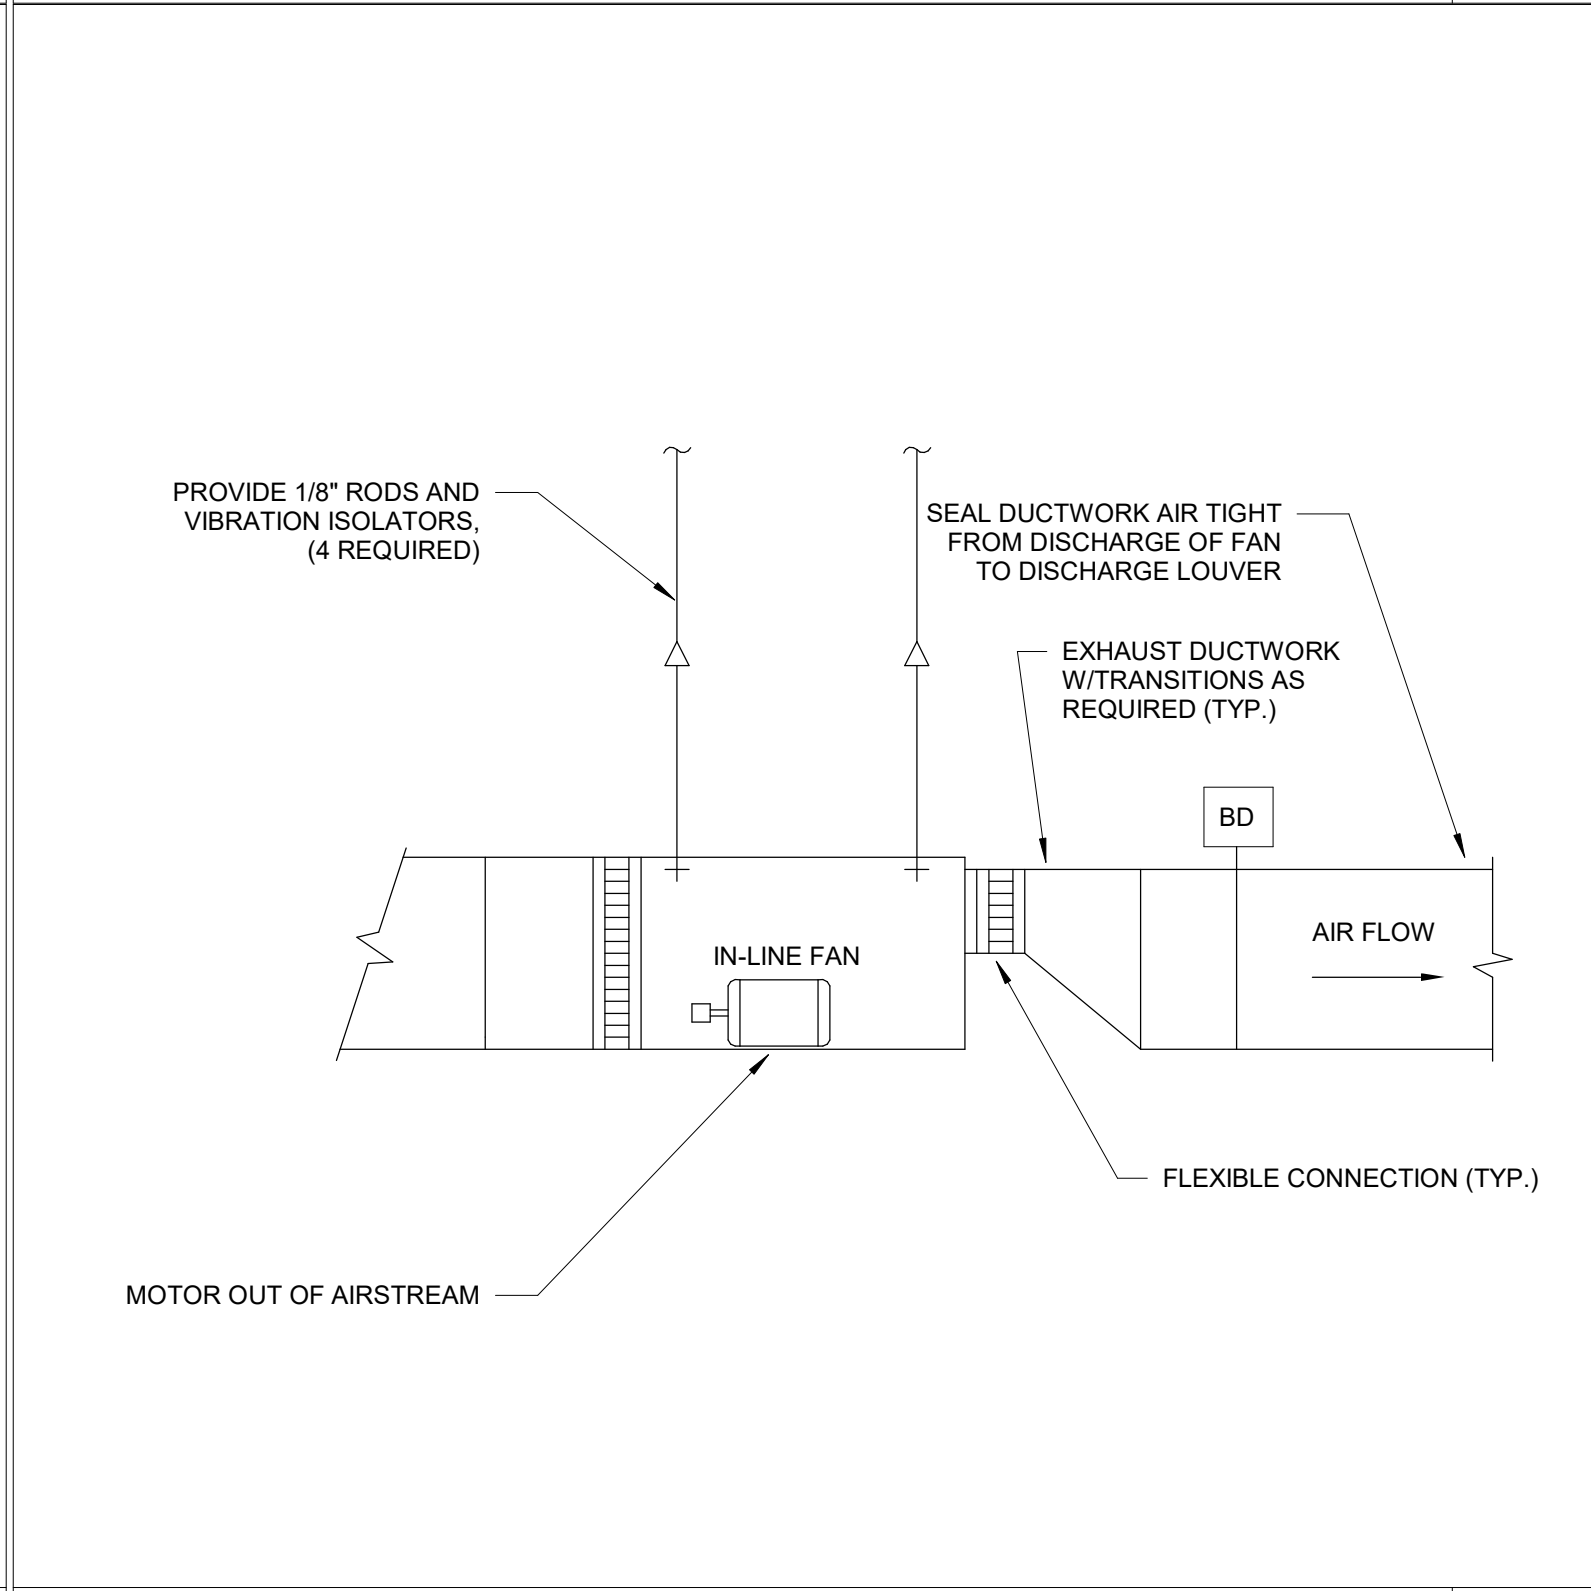 PROVIDE 1/8" RODS AND
VIBRATION ISOLATORS,
(4 REQUIRED)
SEAL DUCTWORK AIR TIGHT
FROM DISCHARGE OF FAN
TO DISCHARGE LOUVER
EXHAUST DUCTWORK
W/TRANSITIONS AS
REQUIRED (TYP.)
BD
AIR FLOW
IN-LINE FAN
FLEXIBLE CONNECTION (TYP.)
MOTOR OUT OF AIRSTREAM